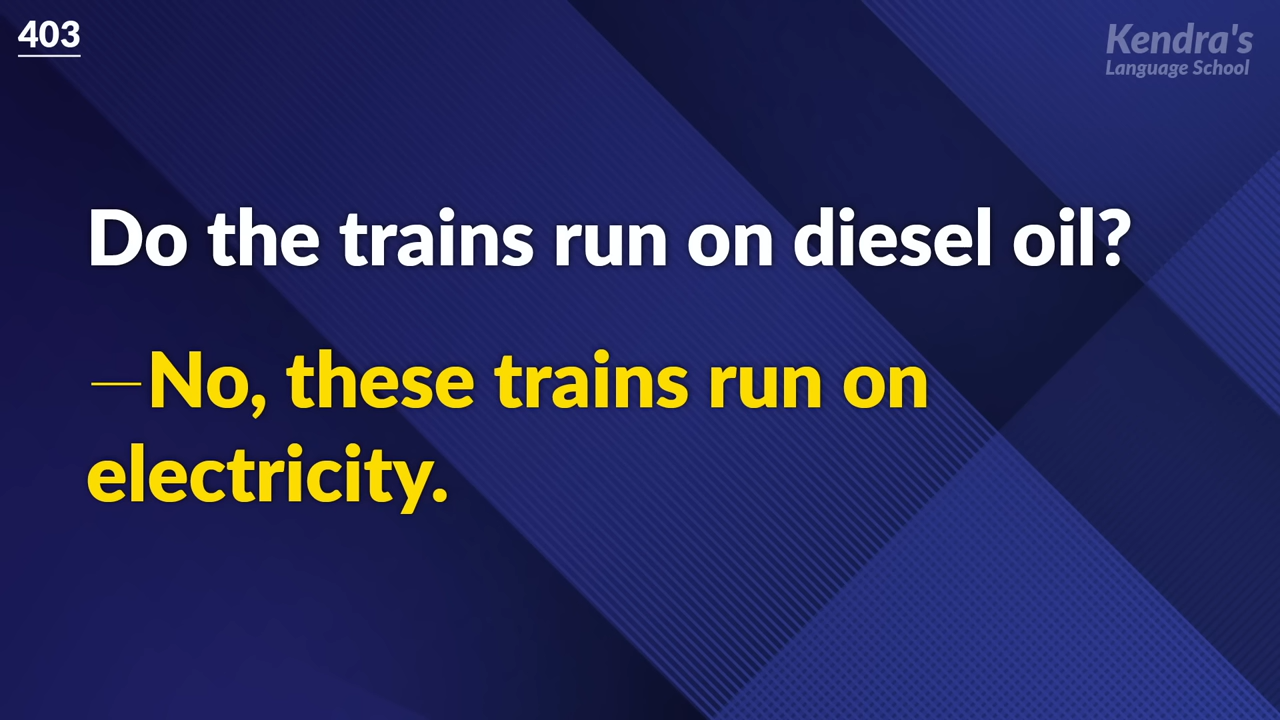 403
Kendra's
Language School
Do the trains run on diesel oil?
—No, these trains run on
electricity.